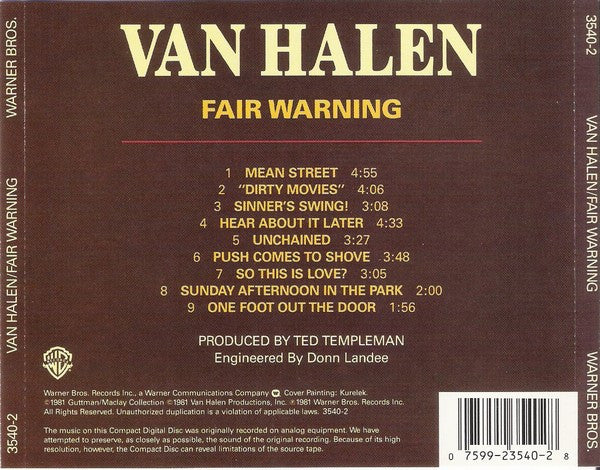 VAN HALEN
FAIR WARNING
1 MEAN STREET 4:55
2 "DIRTY MOVIES" 4:06
3 SINNER'S SWING! 3:08
4 HEAR ABOUT IT LATER 4:33
5 UNCHAINED 3:27
6 PUSH COMES TO SHOVE 3:48
7 SO THIS IS LOVE? 3:05
8 SUNDAY AFTERNOON IN THE PARK 2:00
9 ONE FOOT OUT THE DOOR 1:56
PRODUCED BY TED TEMPLEMAN
Engineered By Donn Landee
Warner Bros. Records Inc., a Warner Communications Company W, Cover Painting: Kurelek.
©1981 Guttman/Maclay Collection ©1981 Van Halen Productions, Inc. ℗ 1981 Warner Bros. Records Inc.
All Rights Reserved. Unauthorized duplication is a violation of applicable laws. 3540-2
The music on this Compact Digital Disc was originally recorded on analog equipment. We have
attempted to preserve, as closely as possible, the sound of the original recording. Because of its high
resolution, however, the Compact Disc can reveal limitations of the source tape.
0 07599-23540-2 8
WARNER BROS.
VAN HALEN/FAIR WARNING
3540-2
3540-2
VAN HALEN/FAIR WARNING
WARNER BROS.
WB